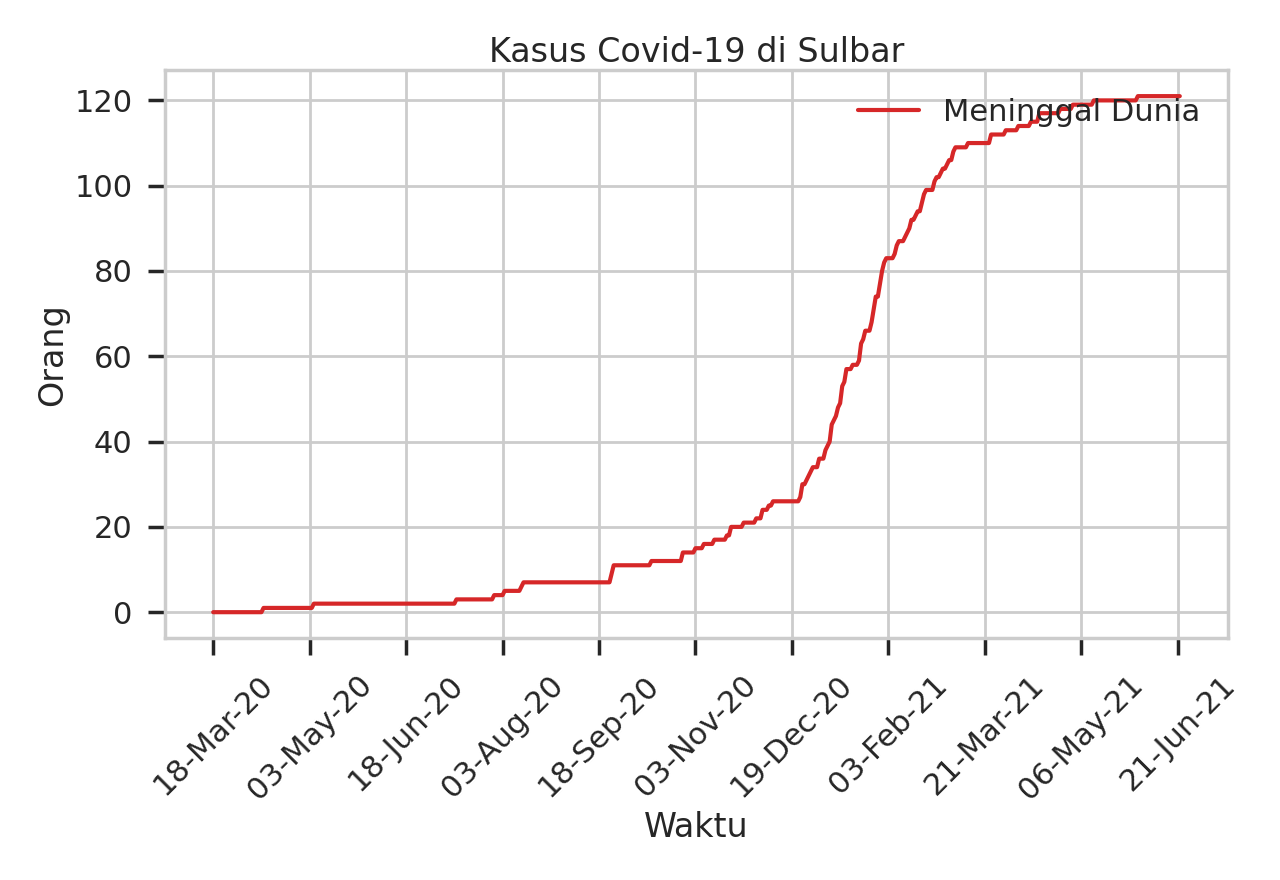 Kasus Covid-19 di Sulbar
Meninggal Dunia
120
100
80
60
40
20
0
Orang
18-Mar-20
03-May-20
18-Jun-20
03-Aug-20
18-Sep-20
03-Nov-20
19-Dec-20
03-Feb-21
21-Mar-21
06-May-21
21-Jun-21
Waktu